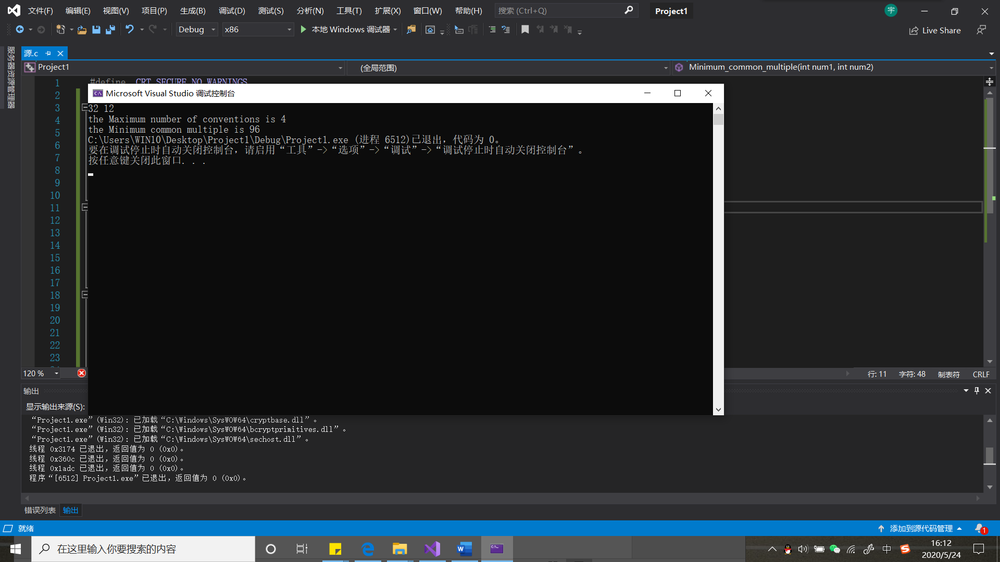 文件(F) 编辑(E) 视图(V) 项目(P) 生成(B) 调试(D) 测试(S) 分析(N) 工具(T) 扩展(X) 窗口(W) 帮助(H) 搜索 (Ctrl+Q) Project1 宇
Debug x86 本地 Windows 调试器 Live Share
服务器资源管理器
源.c
Project1 (全局范围) Minimum_common_multiple(int num1, int num2)
1 #define _CRT_SECURE_NO_WARNINGS
2
3
4
5
6
7
8
9
10
11
12
13
14
15
16
17
18
19
20
21
22
23
Microsoft Visual Studio 调试控制台
32 12
the Maximum number of conventions is 4
the Minimum common multiple is 96
C:\Users\WIN10\Desktop\Project1\Debug\Project1.exe (进程 6512)已退出，代码为 0。
要在调试停止时自动关闭控制台，请启用“工具”->“选项”->“调试”->“调试停止时自动关闭控制台”。
按任意键关闭此窗口. . .
120 % 行: 11 字符: 48 制表符 CRLF
输出
显示输出来源(S):
“Project1.exe”(Win32): 已加载“C:\Windows\SysWOW64\cryptbase.dll”。
“Project1.exe”(Win32): 已加载“C:\Windows\SysWOW64\bcryptprimitives.dll”。
“Project1.exe”(Win32): 已加载“C:\Windows\SysWOW64\sechost.dll”。
线程 0x3174 已退出，返回值为 0 (0x0)。
线程 0x360c 已退出，返回值为 0 (0x0)。
线程 0x1adc 已退出，返回值为 0 (0x0)。
程序“[6512] Project1.exe”已退出，返回值为 0 (0x0)。
错误列表 输出
就绪 添加到源代码管理 1
在这里输入你要搜索的内容 中 16:12
2020/5/24